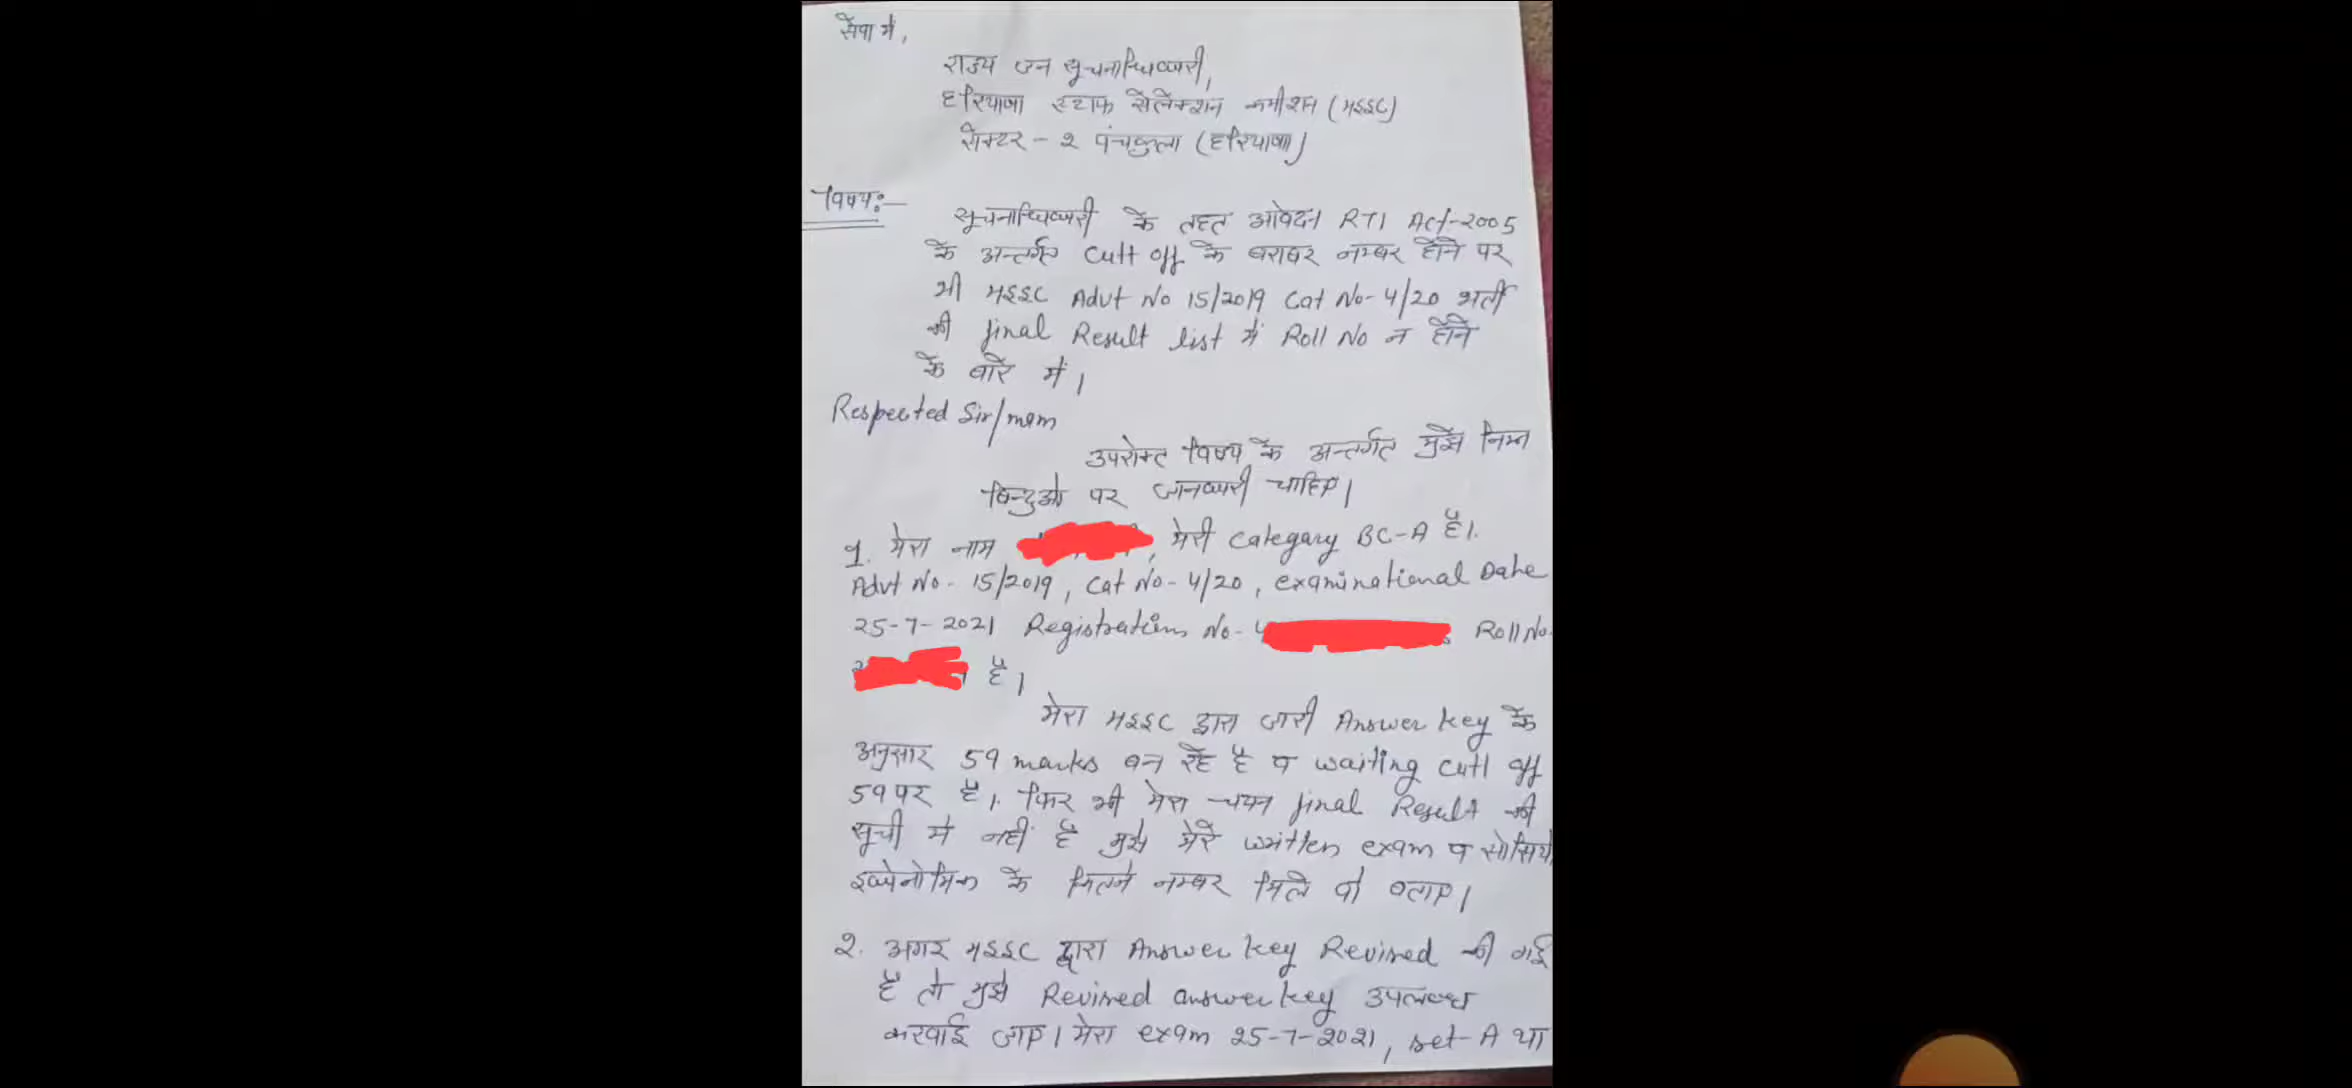 सेवा में,
राज्य जन सूचनाधिकारी,
हरियाणा स्टाफ सेलेक्शन कमीशन (HSSC)
सेक्टर - २ पंचकुला (हरियाणा)
विषय:-
सूचनाधिकारी के तहत आवेदन RTI Act-2005
के अन्तर्गत Cutt off के बराबर नम्बर होने पर
भी HSSC Advt No 15/2019 Cat No- 4/20 भर्ती
की final Result list में Roll No न होने
के बारे में।
Respected Sir/mam
उपरोक्त विषय के अन्तर्गत मुझे निम्न
बिन्दुओ पर जानकारी चाहिए।
१. मेरा नाम , मेरी Category BC-A है।
Advt No - 15/2019, Cat No - 4/20, examinational Date
25-7-2021 Registration No- Roll No.
है।
मेरा HSSC द्वारा जारी Answer key के
अनुसार 59 marks बन रहे है व waiting cutt off
59 पर है। फिर भी मेरा चयन final Result की
सूची में नहीं है मुझे मेरे written exam व सोसियो
इकोनोमिक के कितने नम्बर मिले वो बताए।
२. अगर HSSC द्वारा Answer key Revised की गई
है तो मुझे Revised answer key उपलब्ध
करवाई जाए। मेरा exam 25-7-2021, set-A था